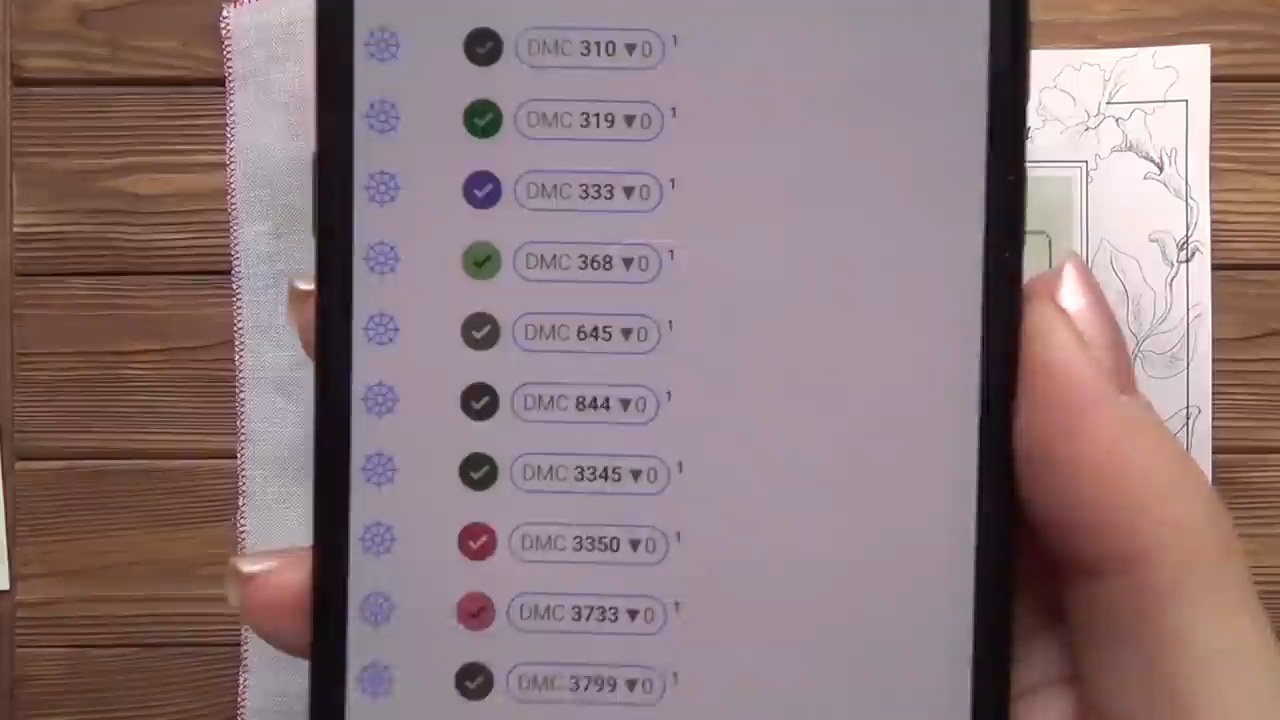 DMC 310 ▼0 1
DMC 319 ▼0 1
DMC 333 ▼0 1
DMC 368 ▼0 1
DMC 645 ▼0 1
DMC 844 ▼0 1
DMC 3345 ▼0 1
DMC 3350 ▼0 1
DMC 3733 ▼0 1
DMC 3799 ▼0 1